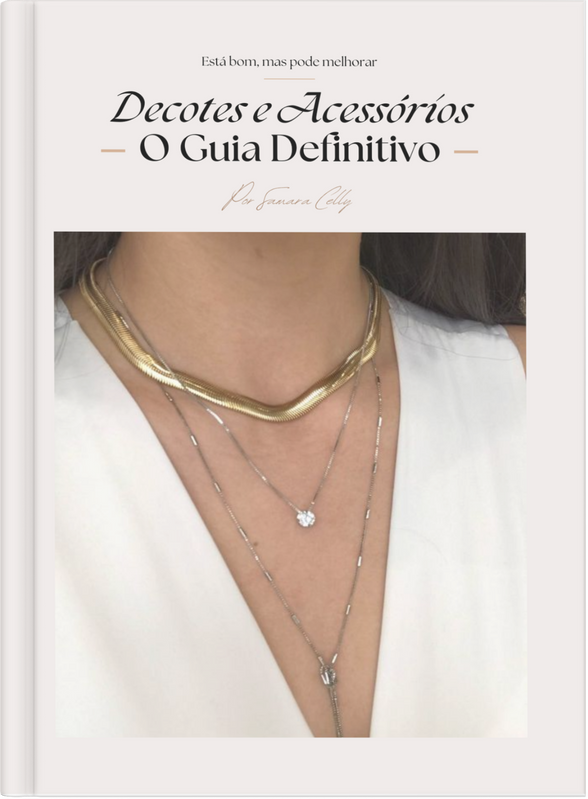 Está bom, mas pode melhorar
Decotes e Acessórios
O Guia Definitivo
Por Samara Celly